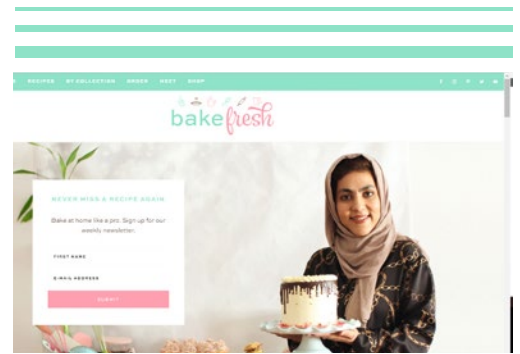 RECIPES BY COLLECTION ORDER MEET SHOP
bakefresh
NEVER MISS A RECIPE AGAIN
Bake at home like a pro. Sign up for our
weekly newsletter.
FIRST NAME
E-MAIL ADDRESS
SUBMIT